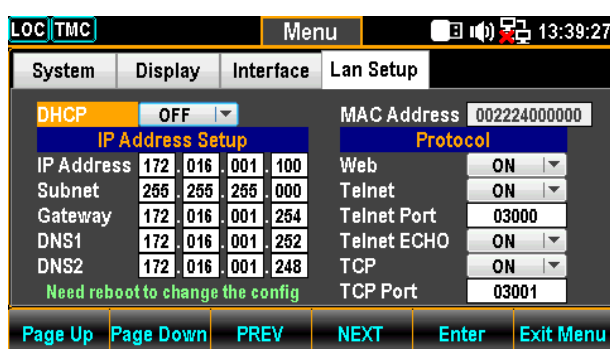 LOC TMC Menu 13:39:27
System Display Interface Lan Setup
DHCP OFF MAC Address 002224000000
IP Address Setup Protocol
IP Address 172 . 016 . 001 . 100 Web ON
Subnet 255 . 255 . 255 . 000 Telnet ON
Gateway 172 . 016 . 001 . 254 Telnet Port 03000
DNS1 172 . 016 . 001 . 252 Telnet ECHO ON
DNS2 172 . 016 . 001 . 248 TCP ON
Need reboot to change the config TCP Port 03001
Page Up Page Down PREV NEXT Enter Exit Menu